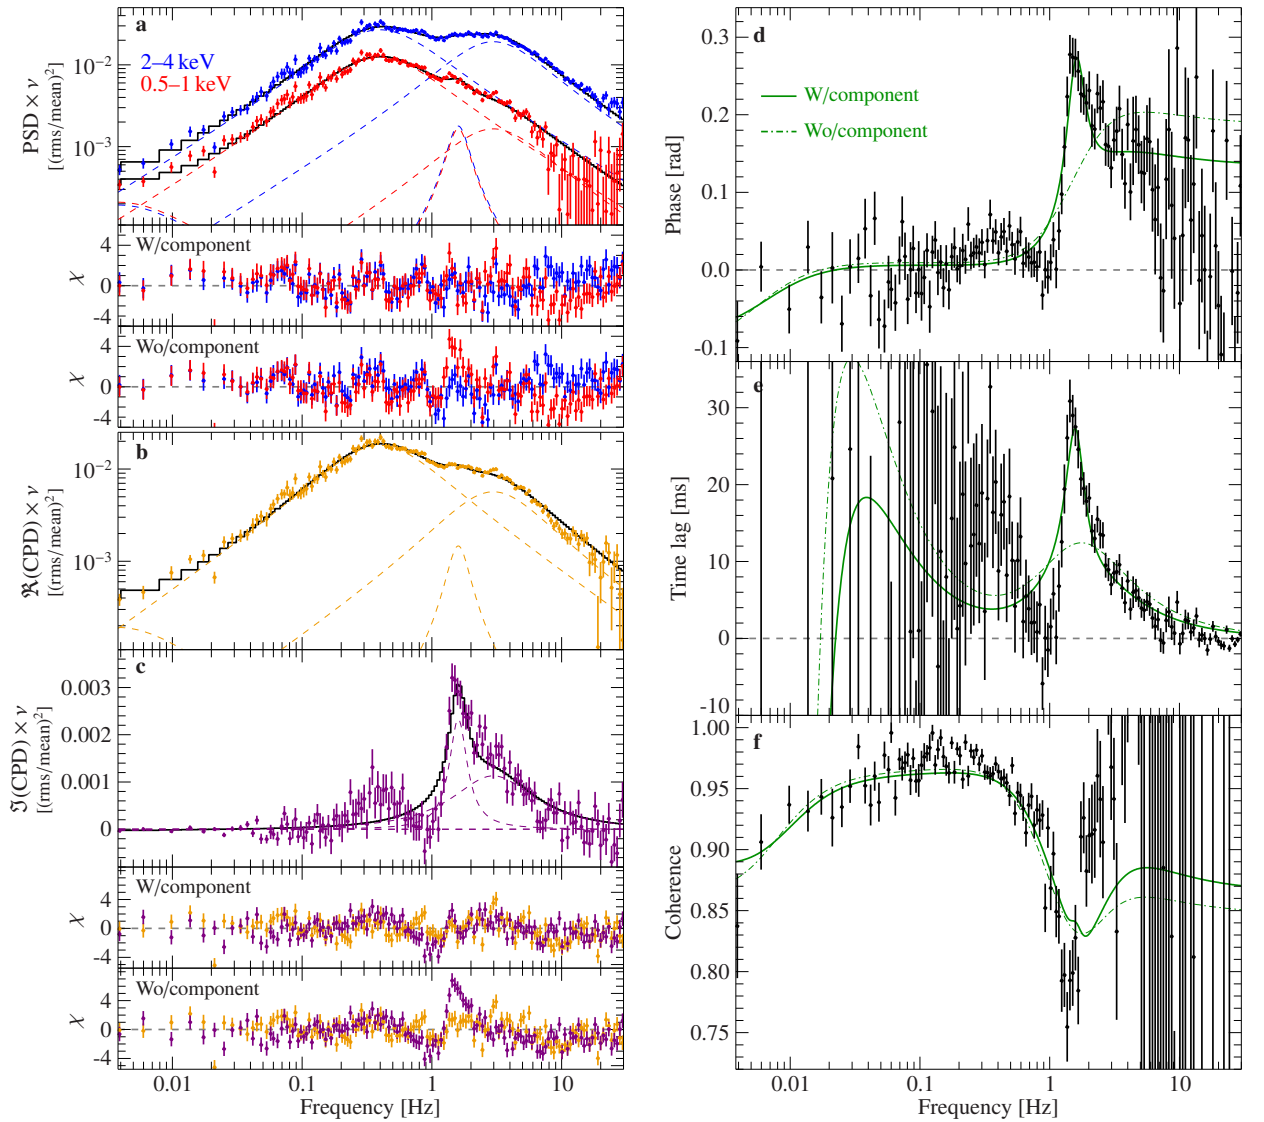 a
2–4 keV
0.5–1 keV
PSD × ν
[(rms/mean)²]
10⁻²
10⁻³
W/component
χ
4
0
-4
Wo/component
χ
4
0
-4
b
ℜ(CPD) × ν
[(rms/mean)²]
10⁻²
10⁻³
c
ℑ(CPD) × ν
[(rms/mean)²]
0.003
0.002
0.001
0
W/component
χ
4
0
-4
Wo/component
χ
4
0
-4
0.01 0.1 1 10
Frequency [Hz]
d
W/component
Wo/component
Phase [rad]
0.3
0.2
0.1
0.0
-0.1
e
Time lag [ms]
30
20
10
0
-10
f
Coherence
1.00
0.95
0.90
0.85
0.80
0.75
0.01 0.1 1 10
Frequency [Hz]